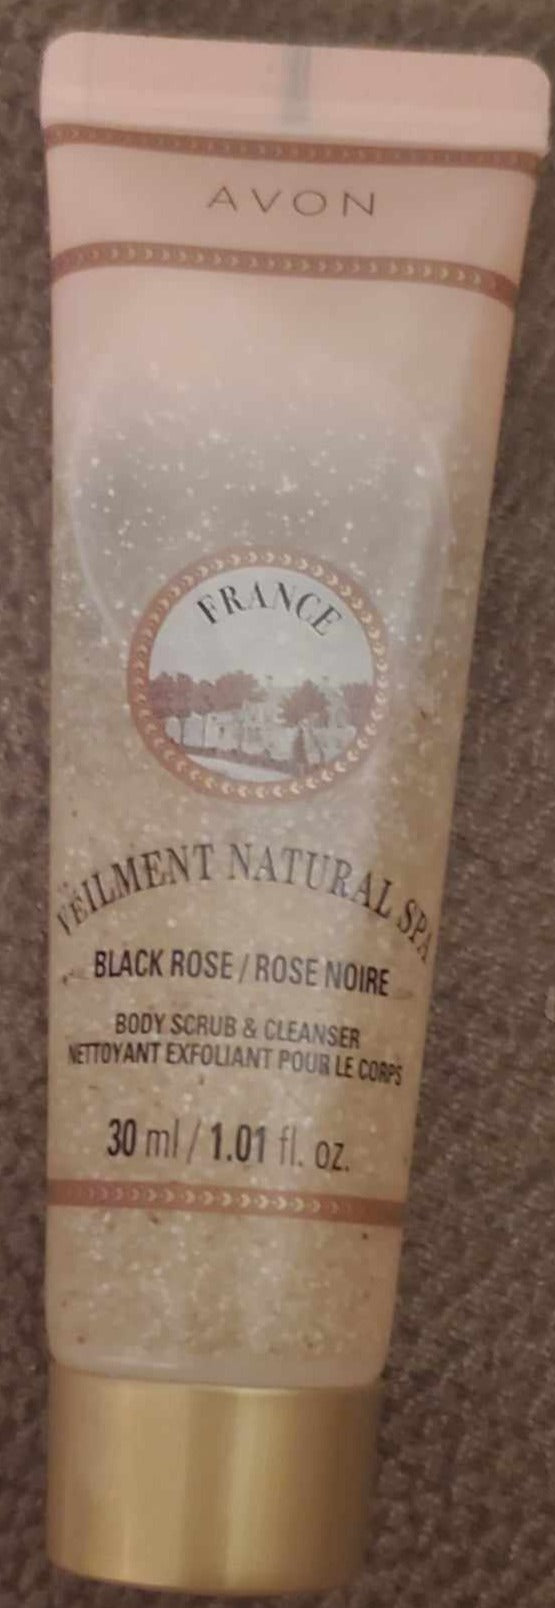 AVON
FRANCE
VEILMENT NATURAL SPA
BLACK ROSE / ROSE NOIRE
BODY SCRUB & CLEANSER
NETTOYANT EXFOLIANT POUR LE CORPS
30 ml / 1.01 fl. oz.